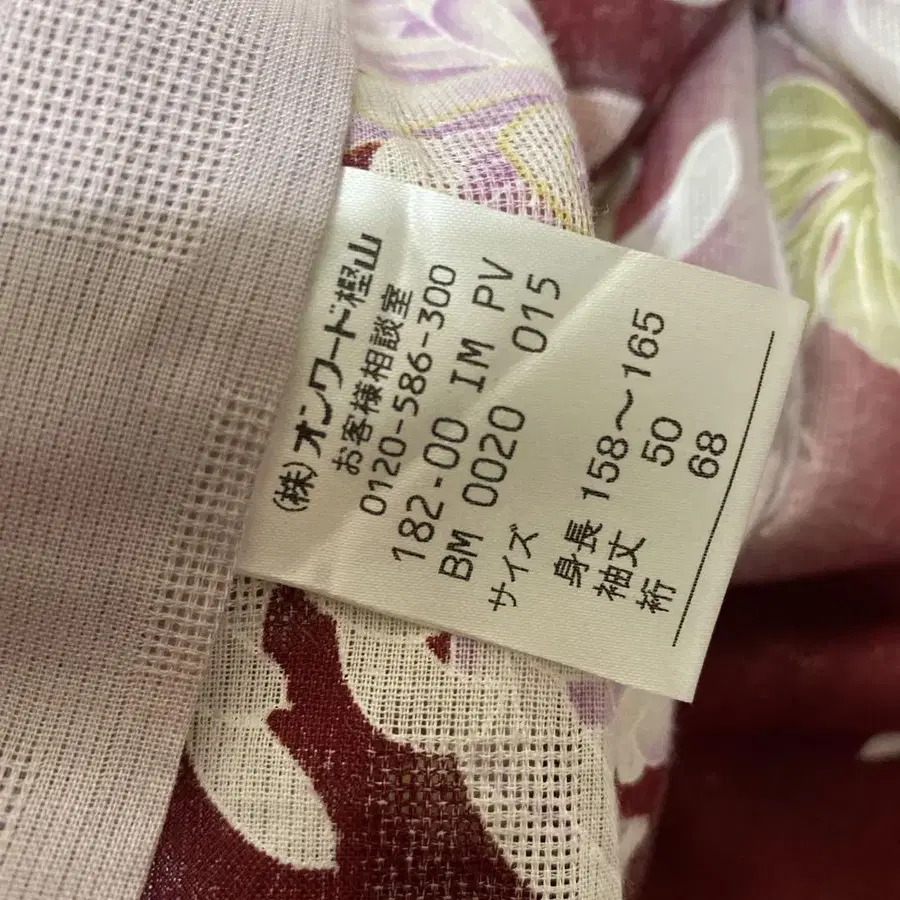 (株)オンワード樫山
お客様相談室
0120-586-300
182-00 IM PV
BM 0020 015
サイズ
身長 158〜165
袖丈 50
裄 68